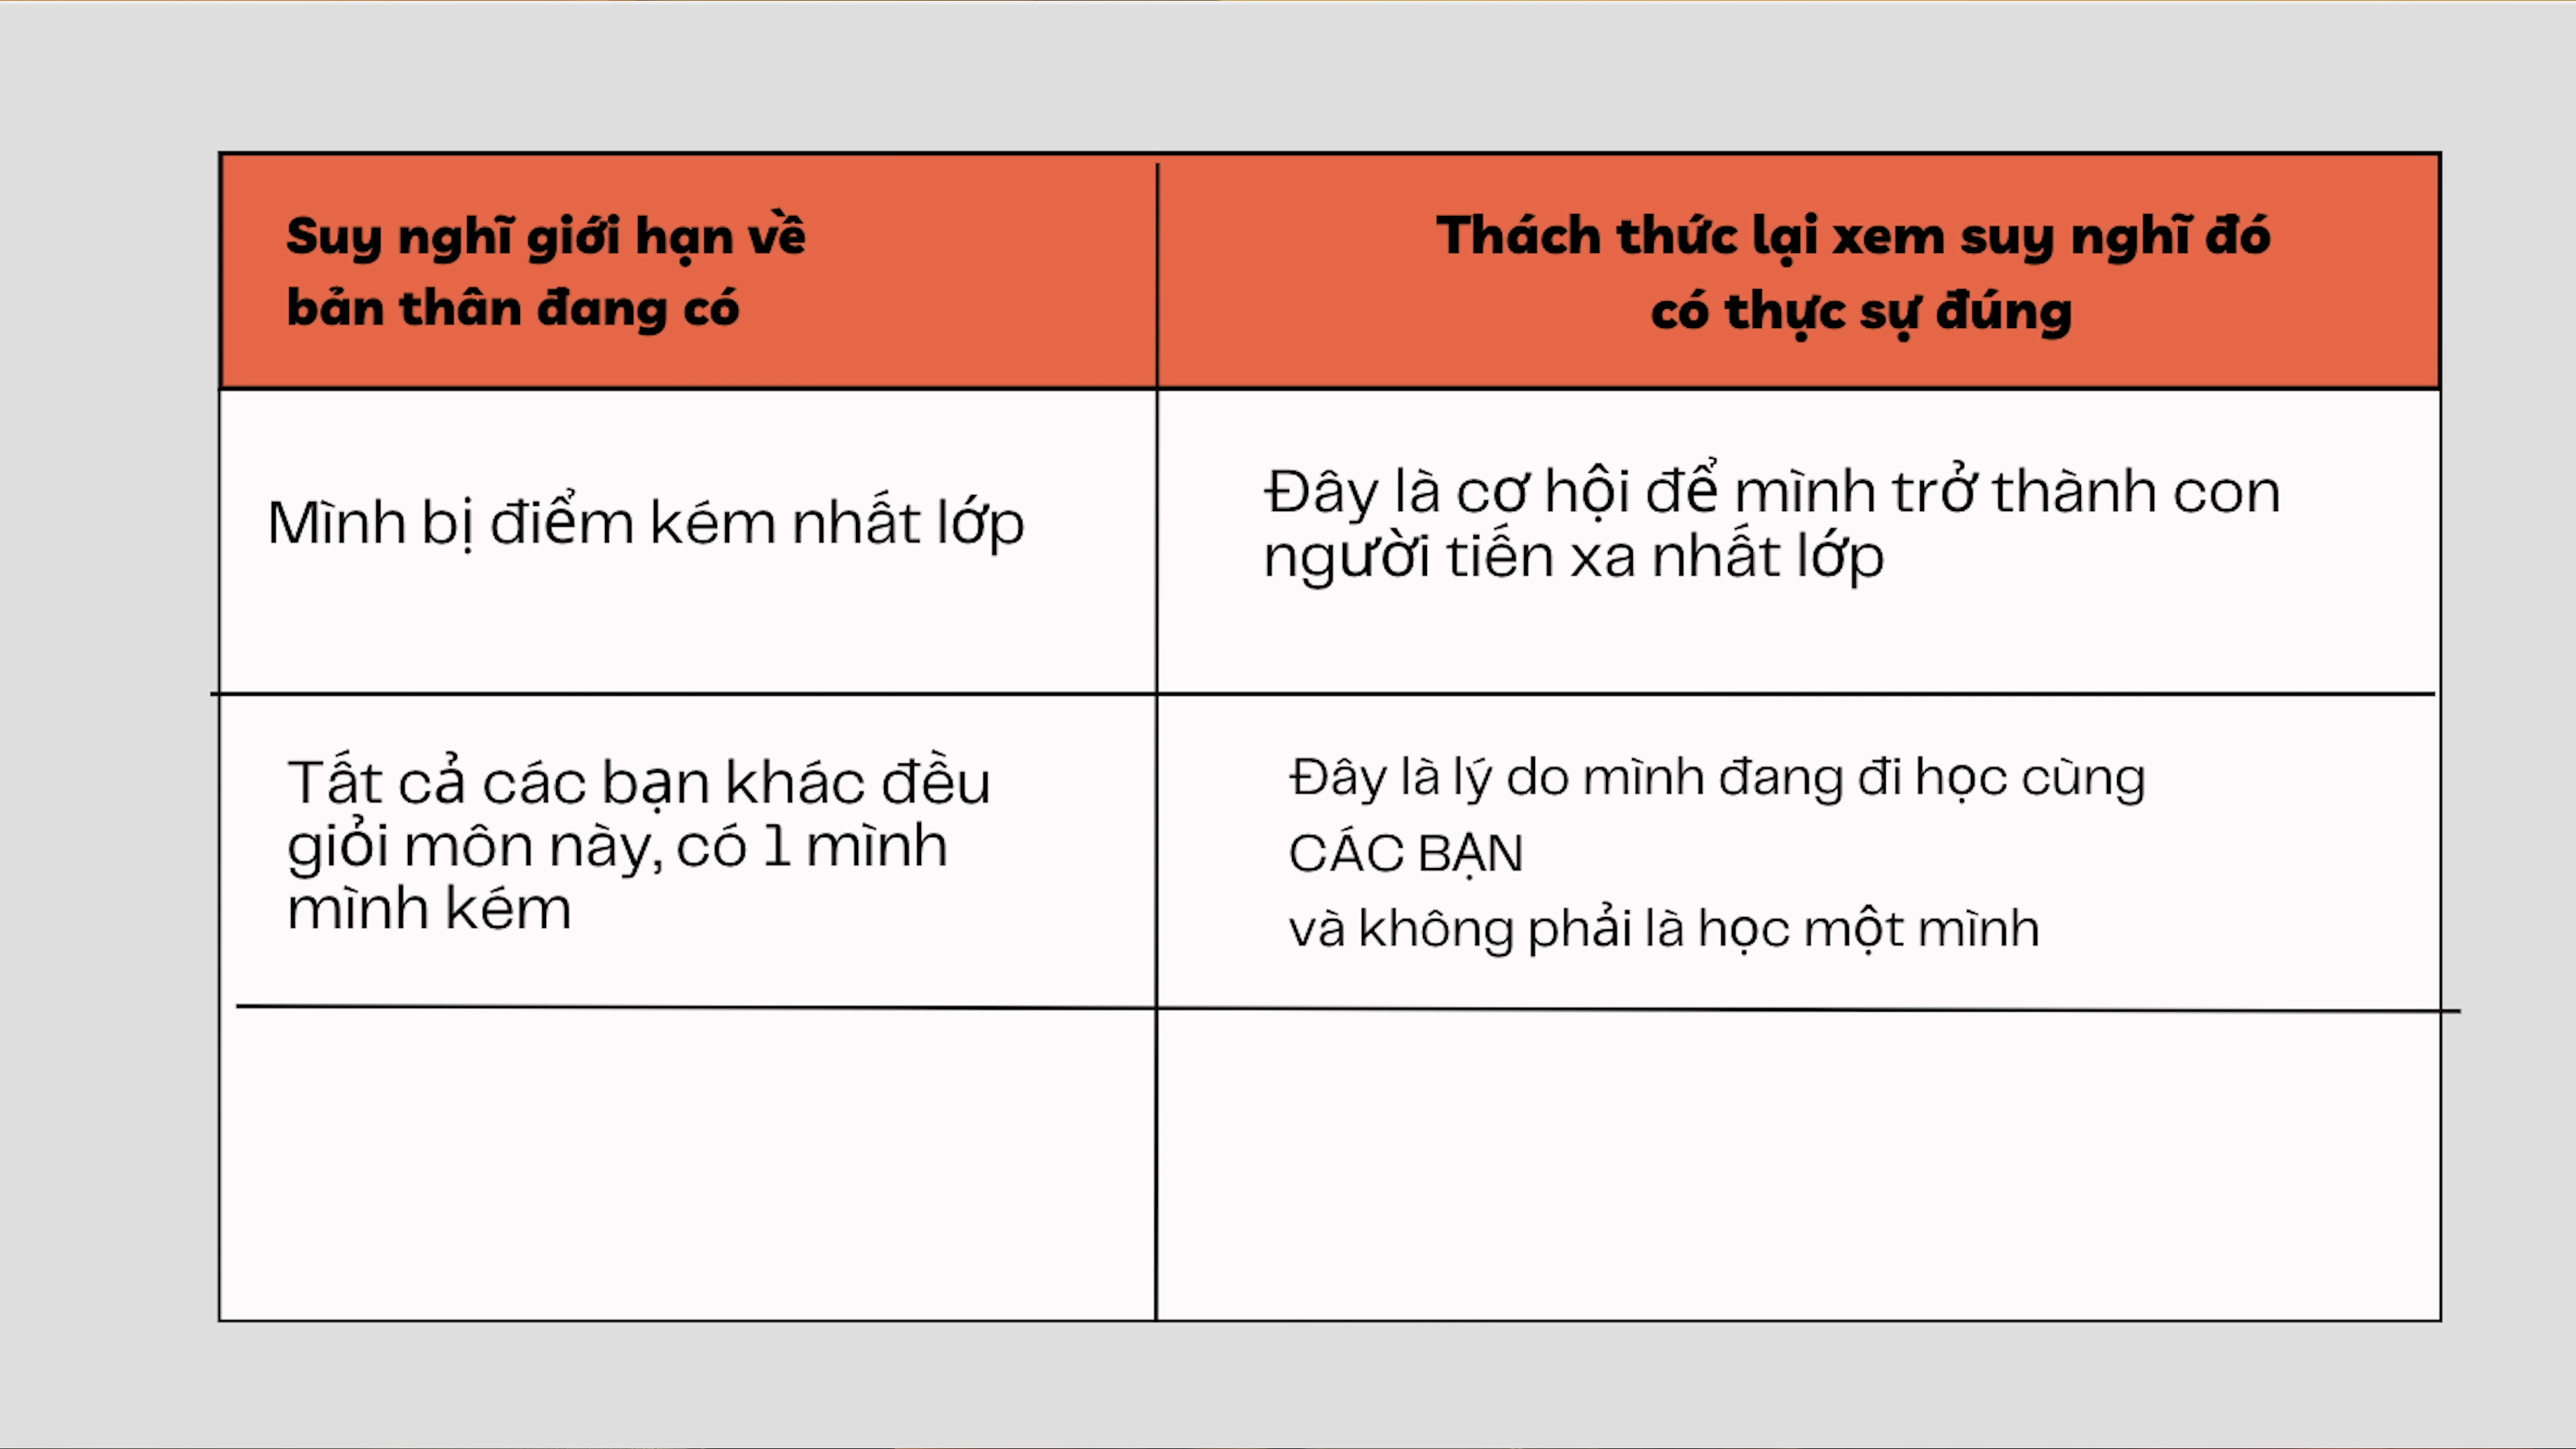 Suy nghĩ giới hạn về
bản thân đang có
Thách thức lại xem suy nghĩ đó
có thực sự đúng
Mình bị điểm kém nhất lớp
Đây là cơ hội để mình trở thành con
người tiến xa nhất lớp
Tất cả các bạn khác đều
giỏi môn này, có 1 mình
mình kém
Đây là lý do mình đang đi học cùng
CÁC BẠN
và không phải là học một mình